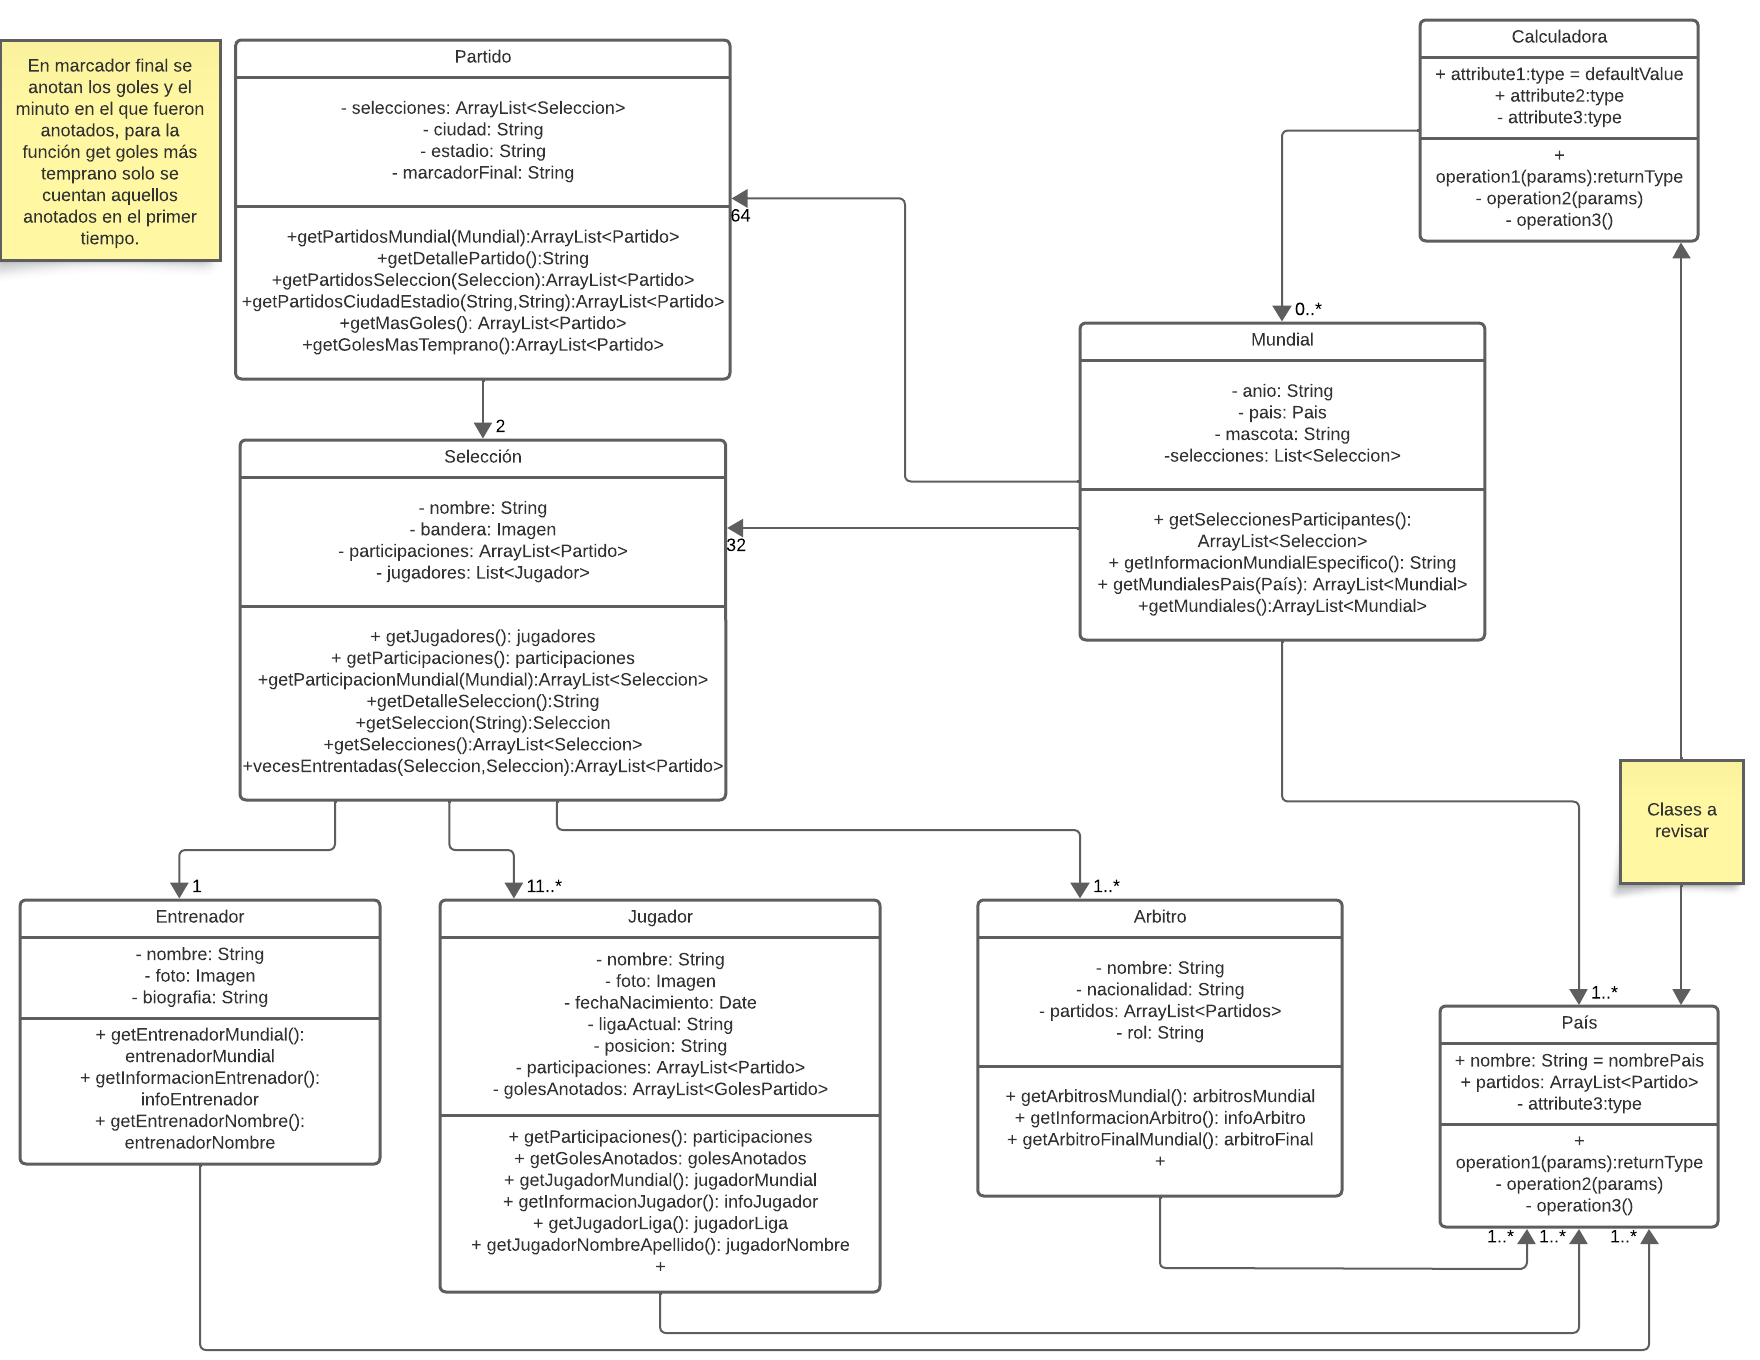 En marcador final se
anotan los goles y el
minuto en el que fueron
anotados, para la
función get goles más
temprano solo se
cuentan aquellos
anotados en el primer
tiempo.
Partido
- selecciones: ArrayList<Seleccion>
- ciudad: String
- estadio: String
- marcadorFinal: String
+getPartidosMundial(Mundial):ArrayList<Partido>
+getDetallePartido():String
+getPartidosSeleccion(Seleccion):ArrayList<Partido>
+getPartidosCiudadEstadio(String,String):ArrayList<Partido>
+getMasGoles(): ArrayList<Partido>
+getGolesMasTemprano():ArrayList<Partido>
64
Calculadora
+ attribute1:type = defaultValue
+ attribute2:type
- attribute3:type
+
operation1(params):returnType
- operation2(params)
- operation3()
0..*
Mundial
- anio: String
- pais: Pais
- mascota: String
-selecciones: List<Seleccion>
+ getSeleccionesParticipantes():
ArrayList<Seleccion>
+ getInformacionMundialEspecifico(): String
+ getMundialesPais(País): ArrayList<Mundial>
+getMundiales():ArrayList<Mundial>
2
Selección
- nombre: String
- bandera: Imagen
- participaciones: ArrayList<Partido>
- jugadores: List<Jugador>
+ getJugadores(): jugadores
+ getParticipaciones(): participaciones
+getParticipacionMundial(Mundial):ArrayList<Seleccion>
+getDetalleSeleccion():String
+getSeleccion(String):Seleccion
+getSelecciones():ArrayList<Seleccion>
+vecesEntrentadas(Seleccion,Seleccion):ArrayList<Partido>
32
Clases a
revisar
1
Entrenador
- nombre: String
- foto: Imagen
- biografia: String
+ getEntrenadorMundial():
entrenadorMundial
+ getInformacionEntrenador():
infoEntrenador
+ getEntrenadorNombre():
entrenadorNombre
11..*
Jugador
- nombre: String
- foto: Imagen
- fechaNacimiento: Date
- ligaActual: String
- posicion: String
- participaciones: ArrayList<Partido>
- golesAnotados: ArrayList<GolesPartido>
+ getParticipaciones(): participaciones
+ getGolesAnotados: golesAnotados
+ getJugadorMundial(): jugadorMundial
+ getInformacionJugador(): infoJugador
+ getJugadorLiga(): jugadorLiga
+ getJugadorNombreApellido(): jugadorNombre
+
1..*
Arbitro
- nombre: String
- nacionalidad: String
- partidos: ArrayList<Partidos>
- rol: String
+ getArbitrosMundial(): arbitrosMundial
+ getInformacionArbitro(): infoArbitro
+ getArbitroFinalMundial(): arbitroFinal
+
1..*
País
+ nombre: String = nombrePais
+ partidos: ArrayList<Partido>
- attribute3:type
+
operation1(params):returnType
- operation2(params)
- operation3()
1..*
1..*
1..*